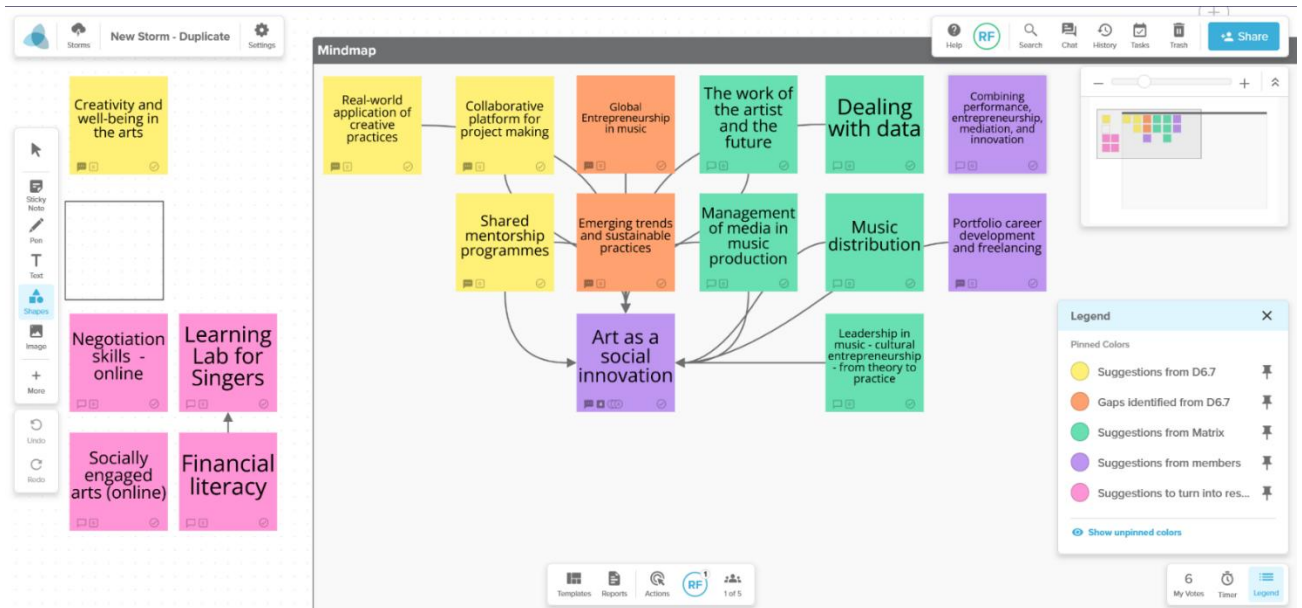 Storms
New Storm - Duplicate
Settings
Help
RF
Search
Chat
History
Tasks
Trash
Share
Mindmap
Creativity and
well-being in
the arts
Real-world
application of
creative
practices
Collaborative
platform for
project making
Global
Entrepreneurship
in music
The work of
the artist
and the
future
Dealing
with data
Combining
performance,
entrepreneurship,
mediation, and
innovation
Sticky
Note
Pen
Text
Shapes
Image
More
Undo
Redo
Shared
mentorship
programmes
Emerging trends
and sustainable
practices
Management
of media in
music
production
Music
distribution
Portfolio career
development
and freelancing
Negotiation
skills -
online
Learning
Lab for
Singers
Art as a
social
innovation
Leadership in
music - cultural
entrepreneurship
- from theory to
practice
Socially
engaged
arts (online)
Financial
literacy
Legend
Pinned Colors
Suggestions from D6.7
Gaps identified from D6.7
Suggestions from Matrix
Suggestions from members
Suggestions to turn into res...
Show unpinned colors
Templates
Reports
Actions
RF
1
1 of 5
6
My Votes
Timer
Legend